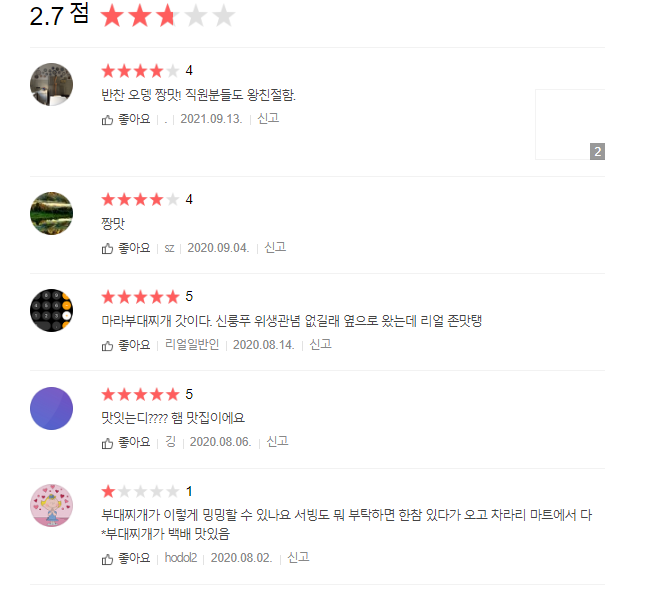 2.7 점
4
반찬 오뎅 짱맛! 직원분들도 왕친절함.
좋아요 . 2021.09.13. 신고
2
4
짱맛
좋아요 sz 2020.09.04. 신고
5
마라부대찌개 갓이다. 신룽푸 위생관념 없길래 옆으로 왔는데 리얼 존맛탱
좋아요 리얼일반인 2020.08.14. 신고
5
맛잇는디???? 햄 맛집이에요
좋아요 깅 2020.08.06. 신고
1
부대찌개가 이렇게 밍밍할 수 있나요 서빙도 뭐 부탁하면 한참 있다가 오고 차라리 마트에서 다
*부대찌개가 백배 맛있음
좋아요 hodol2 2020.08.02. 신고